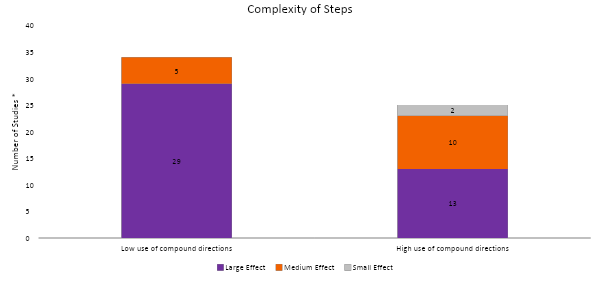 Complexity of Steps
40
35
30
25
20
15
10
5
0
Number of Studies *
5
29
2
10
13
Low use of compound directions
High use of compound directions
Large Effect
Medium Effect
Small Effect